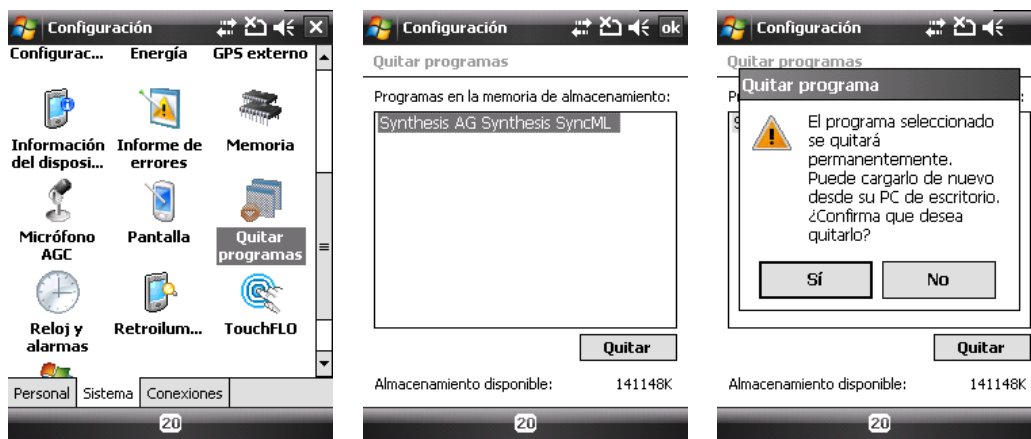 Configuración
Configurac... Energía GPS externo
Información del disposi...
Informe de errores
Memoria
Micrófono AGC
Pantalla
Quitar programas
Reloj y alarmas
Retroilum...
TouchFLO
Personal Sistema Conexiones
20
Configuración ok
Quitar programas
Programas en la memoria de almacenamiento:
Synthesis AG Synthesis SyncML
Quitar
Almacenamiento disponible: 141148K
20
Configuración
Quitar programas
Quitar programa
El programa seleccionado
se quitará
permanentemente.
Puede cargarlo de nuevo
desde su PC de escritorio.
¿Confirma que desea
quitarlo?
Sí No
Quitar
Almacenamiento disponible: 141148K
20